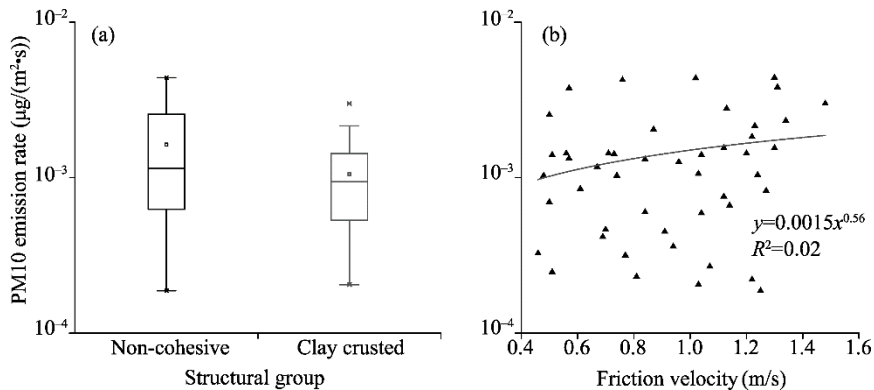 PM10 emission rate (μg/(m²•s))
10⁻²
10⁻³
10⁻⁴
(a)
Non-cohesive Clay crusted
Structural group
(b)
10⁻²
10⁻³
10⁻⁴
y=0.0015x⁰·⁵⁶
R²=0.02
0.4 0.6 0.8 1.0 1.2 1.4 1.6
Friction velocity (m/s)